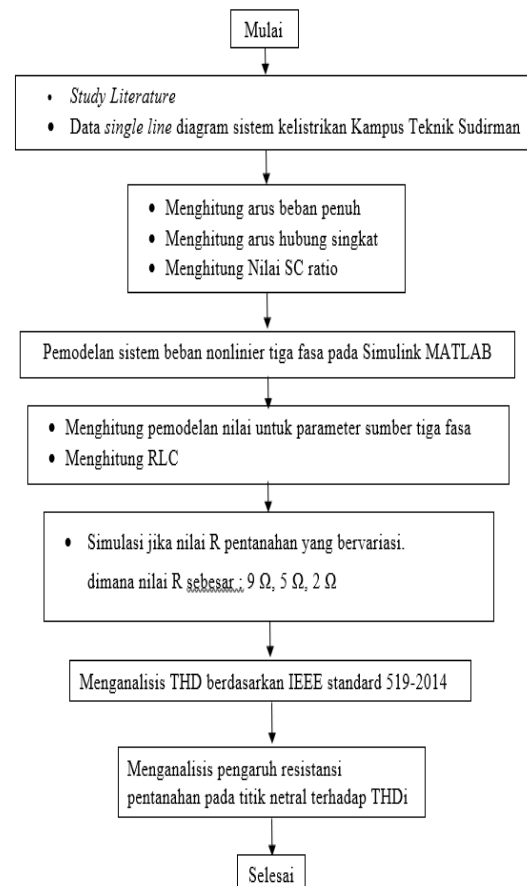 Mulai
• Study Literature
• Data single line diagram sistem kelistrikan Kampus Teknik Sudirman
• Menghitung arus beban penuh
• Menghitung arus hubung singkat
• Menghitung Nilai SC ratio
Pemodelan sistem beban nonlinier tiga fasa pada Simulink MATLAB
• Menghitung pemodelan nilai untuk parameter sumber tiga fasa
• Menghitung RLC
• Simulasi jika nilai R pentanahan yang bervariasi.
dimana nilai R sebesar : 9 Ω, 5 Ω, 2 Ω
Menganalisis THD berdasarkan IEEE standard 519-2014
Menganalisis pengaruh resistansi
pentanahan pada titik netral terhadap THDi
Selesai